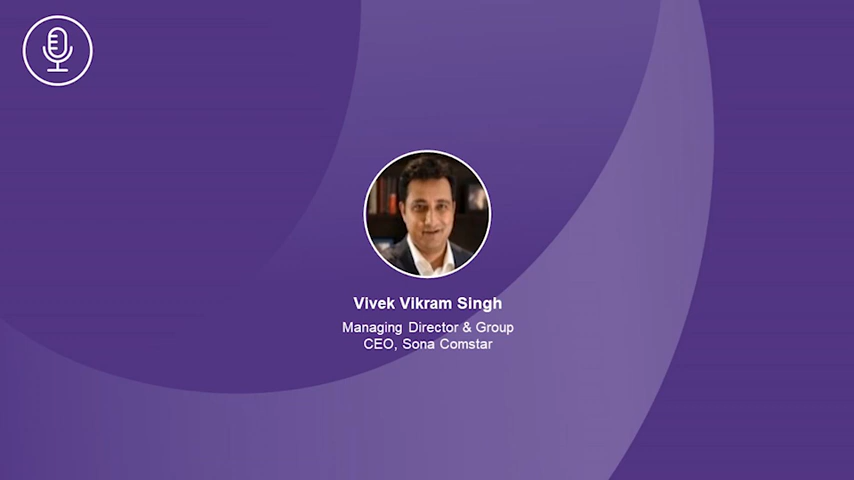 Vivek Vikram Singh
Managing Director & Group
CEO, Sona Comstar